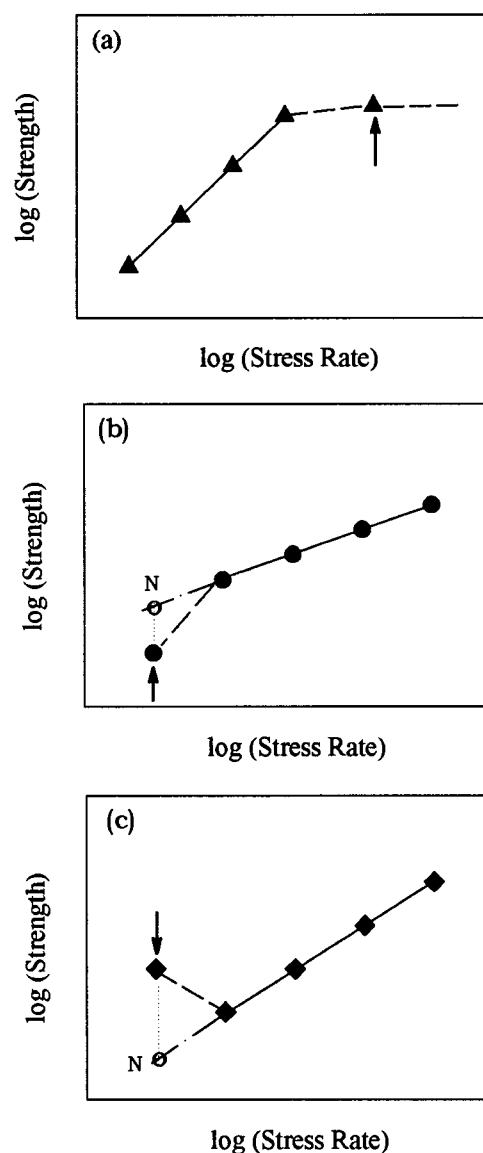 (a)
log (Strength)
log (Stress Rate)
(b)
N
log (Strength)
log (Stress Rate)
(c)
N
log (Strength)
log (Stress Rate)